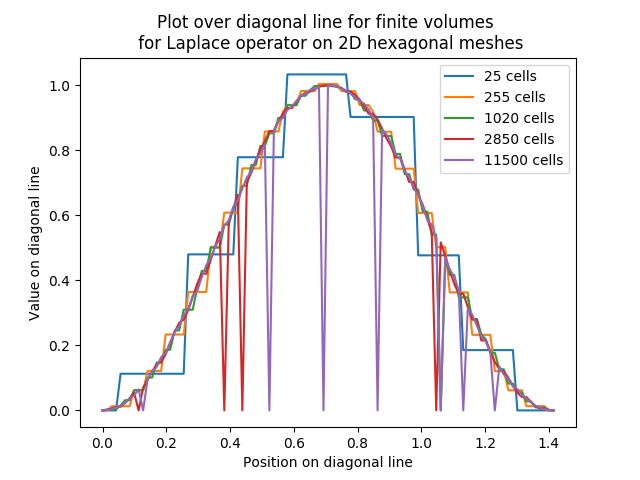 Plot over diagonal line for finite volumes
for Laplace operator on 2D hexagonal meshes
25 cells
255 cells
1020 cells
2850 cells
11500 cells
Value on diagonal line
1.0
0.8
0.6
0.4
0.2
0.0
0.0 0.2 0.4 0.6 0.8 1.0 1.2 1.4
Position on diagonal line